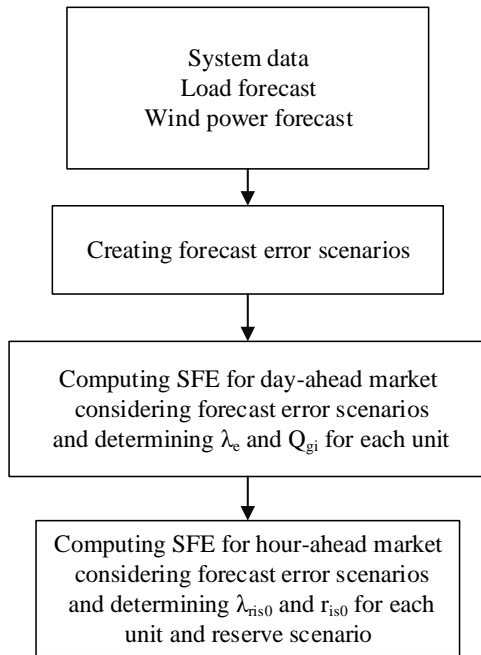 System data
Load forecast
Wind power forecast
Creating forecast error scenarios
Computing SFE for day-ahead market
considering forecast error scenarios
and determining λe and Qgi for each unit
Computing SFE for hour-ahead market
considering forecast error scenarios
and determining λris0 and ris0 for each
unit and reserve scenario